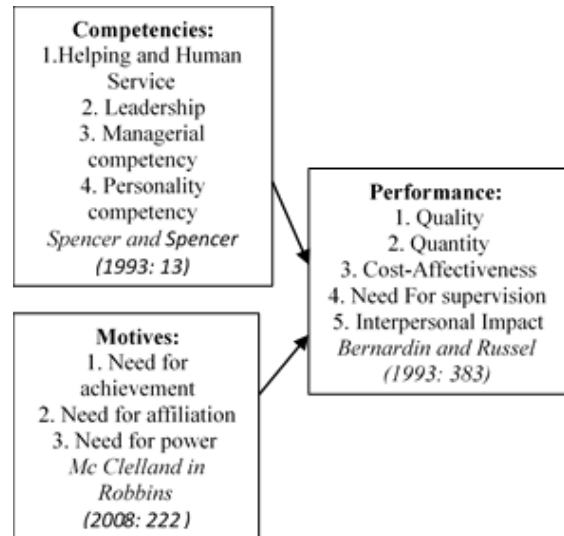 Competencies:
1.Helping and Human
Service
2. Leadership
3. Managerial
competency
4. Personality
competency
Spencer and Spencer
(1993: 13)
Performance:
1. Quality
2. Quantity
3. Cost-Affectiveness
4. Need For supervision
5. Interpersonal Impact
Bernardin and Russel
(1993: 383)
Motives:
1. Need for
achievement
2. Need for affiliation
3. Need for power
Mc Clelland in
Robbins
(2008: 222 )